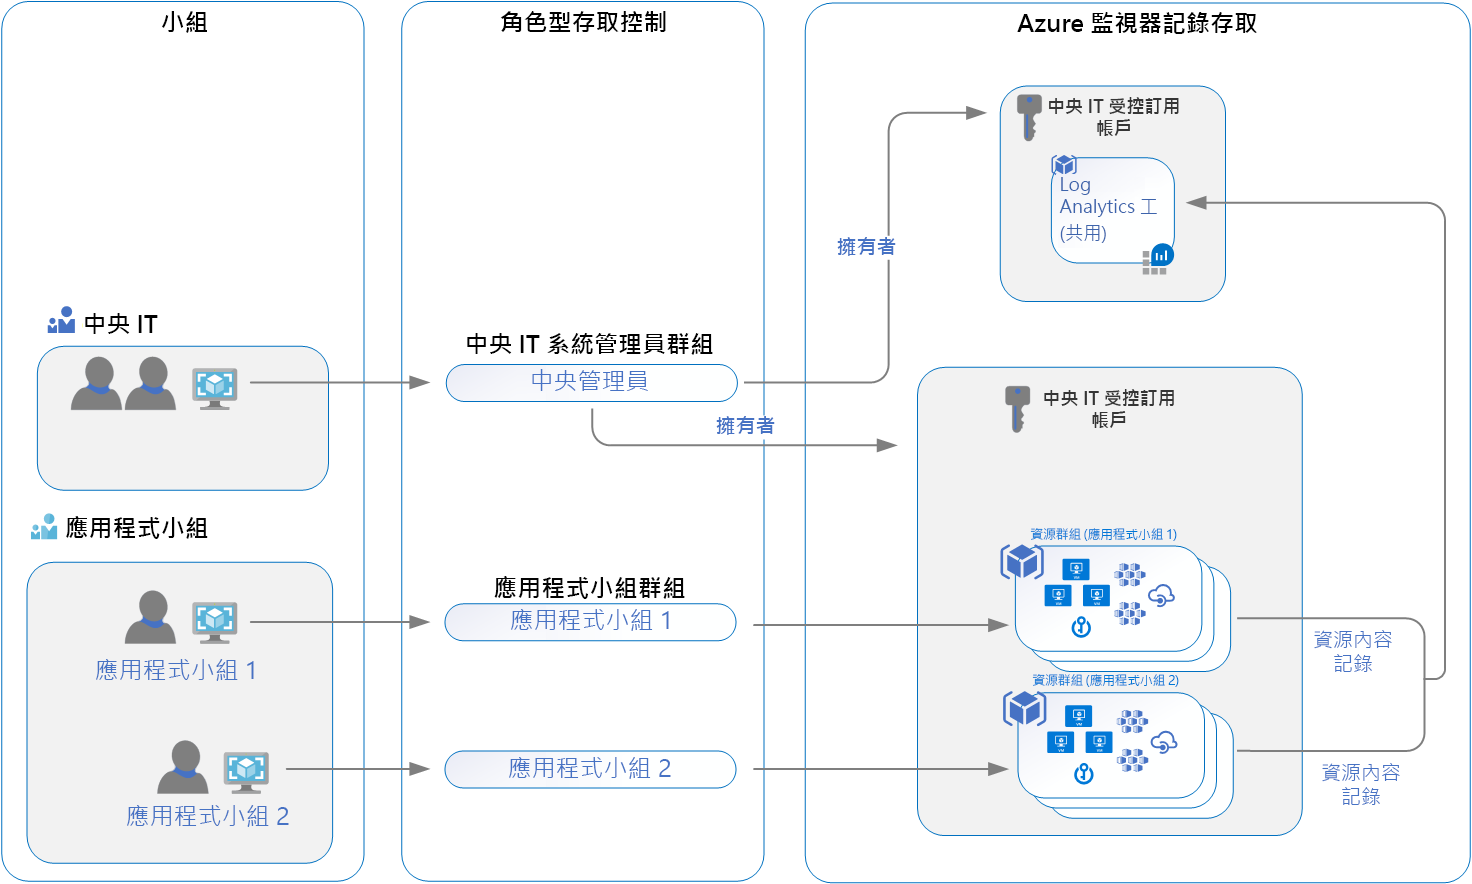 小組
角色型存取控制
Azure 監視器記錄存取
中央 IT 受控訂用
帳戶
Log
Analytics 工
(共用)
擁有者
中央 IT
中央 IT 系統管理員群組
中央管理員
擁有者
中央 IT 受控訂用
帳戶
應用程式小組
資源群組 (應用程式小組 1)
VM
VM
VM
應用程式小組群組
應用程式小組 1
應用程式小組 1
資源內容
記錄
資源群組 (應用程式小組 2)
VM
VM
VM
應用程式小組 2
應用程式小組 2
資源內容
記錄